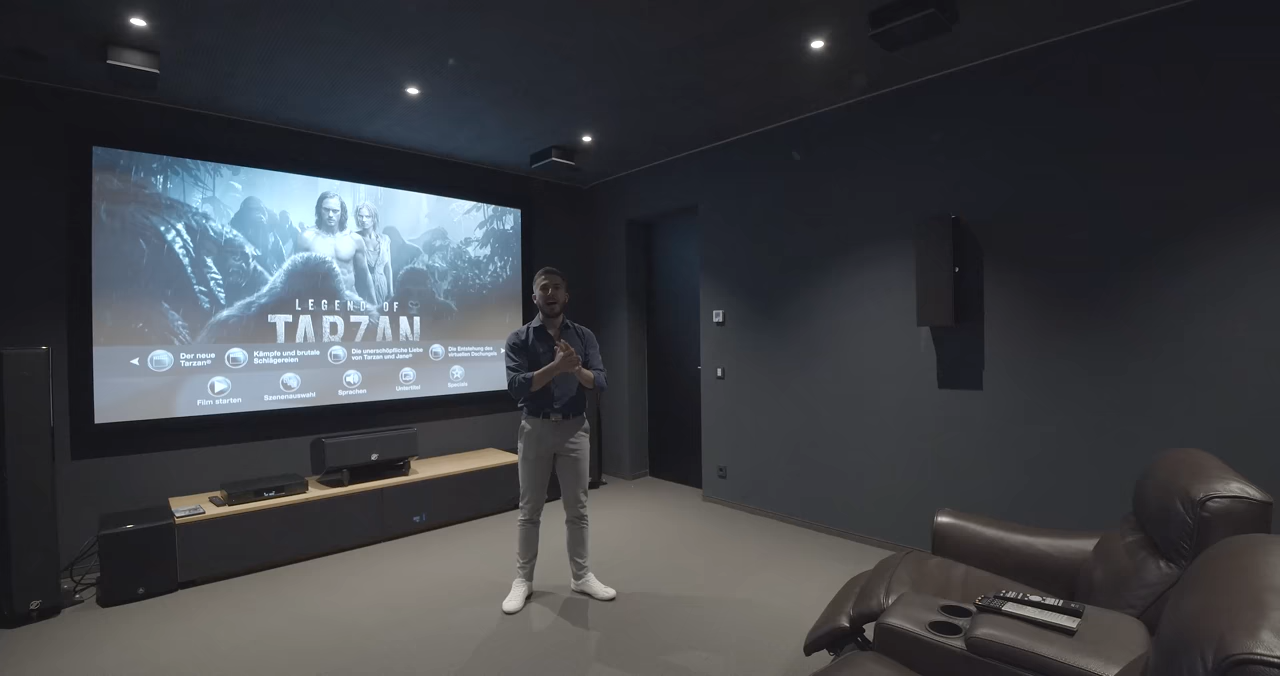 LEGEND OF
TARZAN
Der neue
Tarzan®
Kämpfe und brutale
Schlägereien
Die unerschöpfliche Liebe
von Tarzan und Jane®
Die Entstehung des
virtuellen Dschungels
Film starten
Szenenauswahl
Sprachen
Untertitel
Specials